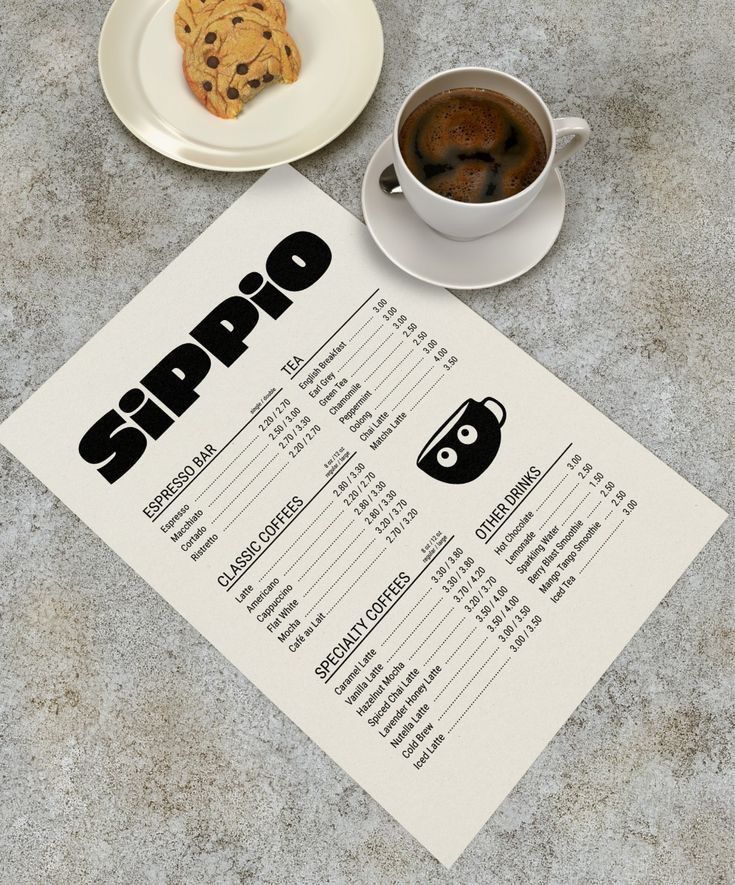 Sippio
ESPRESSO BAR single / double
Espresso 2.20 / 2.70
Macchiato 2.50 / 3.00
Cortado 2.70 / 3.30
Ristretto 2.20 / 2.70
CLASSIC COFFEES 8 oz / 12 oz
regular / large
Latte 2.80 / 3.30
Americano 2.20 / 2.70
Cappuccino 2.80 / 3.30
Flat White 2.80 / 3.30
Mocha 3.20 / 3.70
Café au Lait 2.70 / 3.20
SPECIALTY COFFEES 8 oz / 12 oz
regular / large
Caramel Latte 3.30 / 3.80
Vanilla Latte 3.30 / 3.80
Hazelnut Mocha 3.70 / 4.20
Spiced Chai Latte 3.20 / 3.70
Lavender Honey Latte 3.50 / 4.00
Nutella Latte 3.50 / 4.00
Cold Brew 3.00 / 3.50
Iced Latte 3.00 / 3.50
TEA
English Breakfast 3.00
Earl Grey 3.00
Green Tea 3.00
Chamomile 2.50
Peppermint 2.50
Oolong 3.00
Chai Latte 4.00
Matcha Latte 3.50
OTHER DRINKS
Hot Chocolate 3.00
Lemonade 2.50
Sparkling Water 1.50
Berry Blast Smoothie 2.50
Mango Tango Smoothie 2.50
Iced Tea 3.00